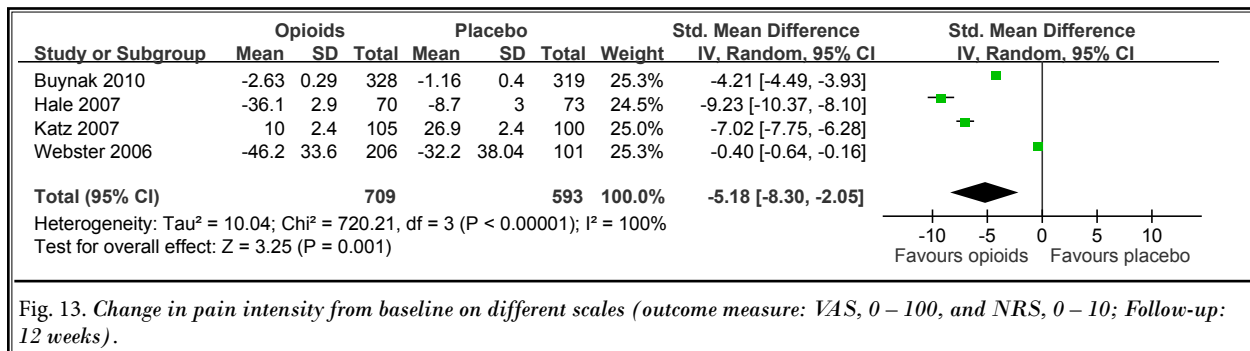 Opioids Placebo Std. Mean Difference Std. Mean Difference
Study or Subgroup Mean SD Total Mean SD Total Weight IV, Random, 95% CI IV, Random, 95% CI
Buynak 2010 -2.63 0.29 328 -1.16 0.4 319 25.3% -4.21 [-4.49, -3.93]
Hale 2007 -36.1 2.9 70 -8.7 3 73 24.5% -9.23 [-10.37, -8.10]
Katz 2007 10 2.4 105 26.9 2.4 100 25.0% -7.02 [-7.75, -6.28]
Webster 2006 -46.2 33.6 206 -32.2 38.04 101 25.3% -0.40 [-0.64, -0.16]
Total (95% CI) 709 593 100.0% -5.18 [-8.30, -2.05]
Heterogeneity: Tau² = 10.04; Chi² = 720.21, df = 3 (P < 0.00001); I² = 100%
Test for overall effect: Z = 3.25 (P = 0.001)
-10 -5 0 5 10
Favours opioids Favours placebo
Fig. 13. Change in pain intensity from baseline on different scales (outcome measure: VAS, 0 – 100, and NRS, 0 – 10; Follow-up:
12 weeks).